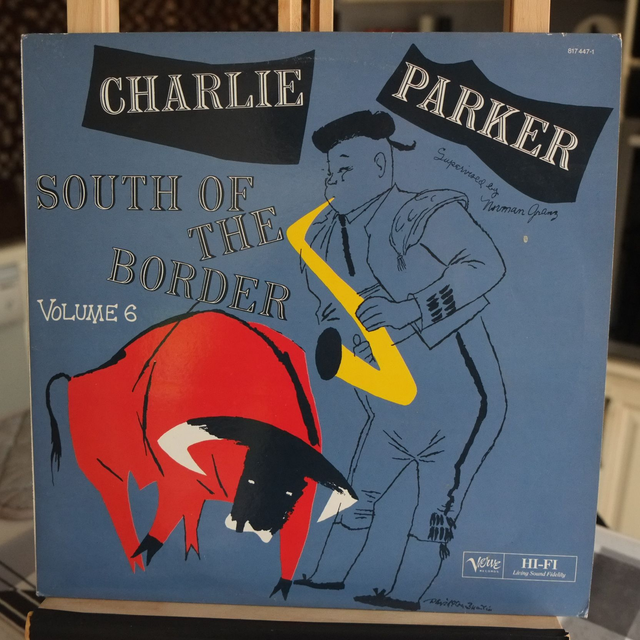 817 447-1
CHARLIE
PARKER
Supervised by
Norman Granz
SOUTH OF
THE
BORDER
VOLUME 6
Verve
RECORDS
HI-FI
Living Sound Fidelity